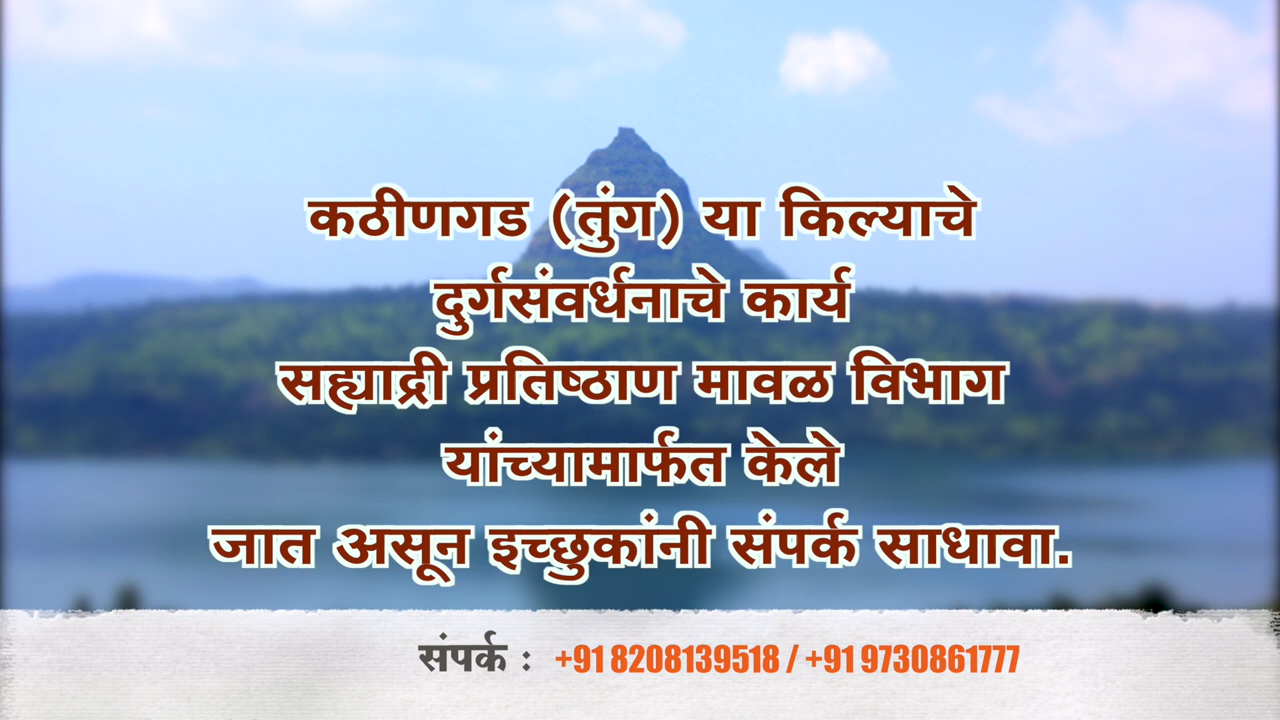 कठीणगड (तुंग) या किल्याचे
दुर्गसंवर्धनाचे कार्य
सह्याद्री प्रतिष्ठाण मावळ विभाग
यांच्यामार्फत केले
जात असून इच्छुकांनी संपर्क साधावा.
संपर्क : +91 8208139518 / +91 9730861777